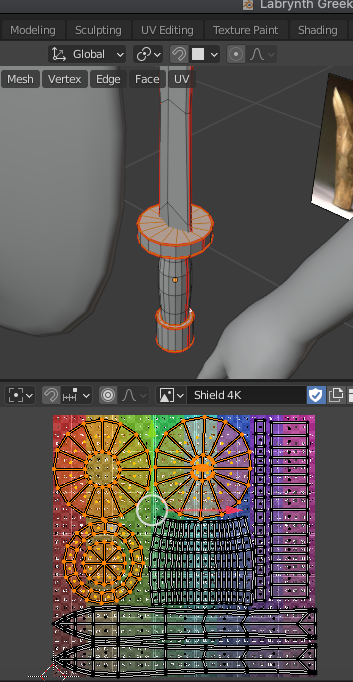 Labrynth Greek
Modeling Sculpting UV Editing Texture Paint Shading
Global
Mesh Vertex Edge Face UV
Shield 4K